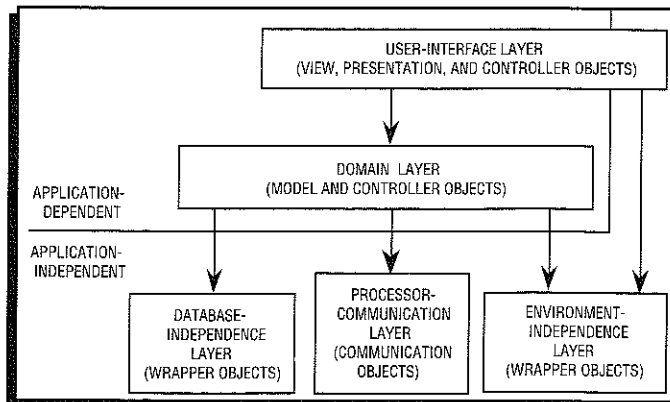 USER-INTERFACE LAYER
(VIEW, PRESENTATION, AND CONTROLLER OBJECTS)
DOMAIN LAYER
(MODEL AND CONTROLLER OBJECTS)
APPLICATION-
DEPENDENT
APPLICATION-
INDEPENDENT
DATABASE-
INDEPENDENCE
LAYER
(WRAPPER OBJECTS)
PROCESSOR-
COMMUNICATION
LAYER
(COMMUNICATION
OBJECTS)
ENVIRONMENT-
INDEPENDENCE
LAYER
(WRAPPER OBJECTS)